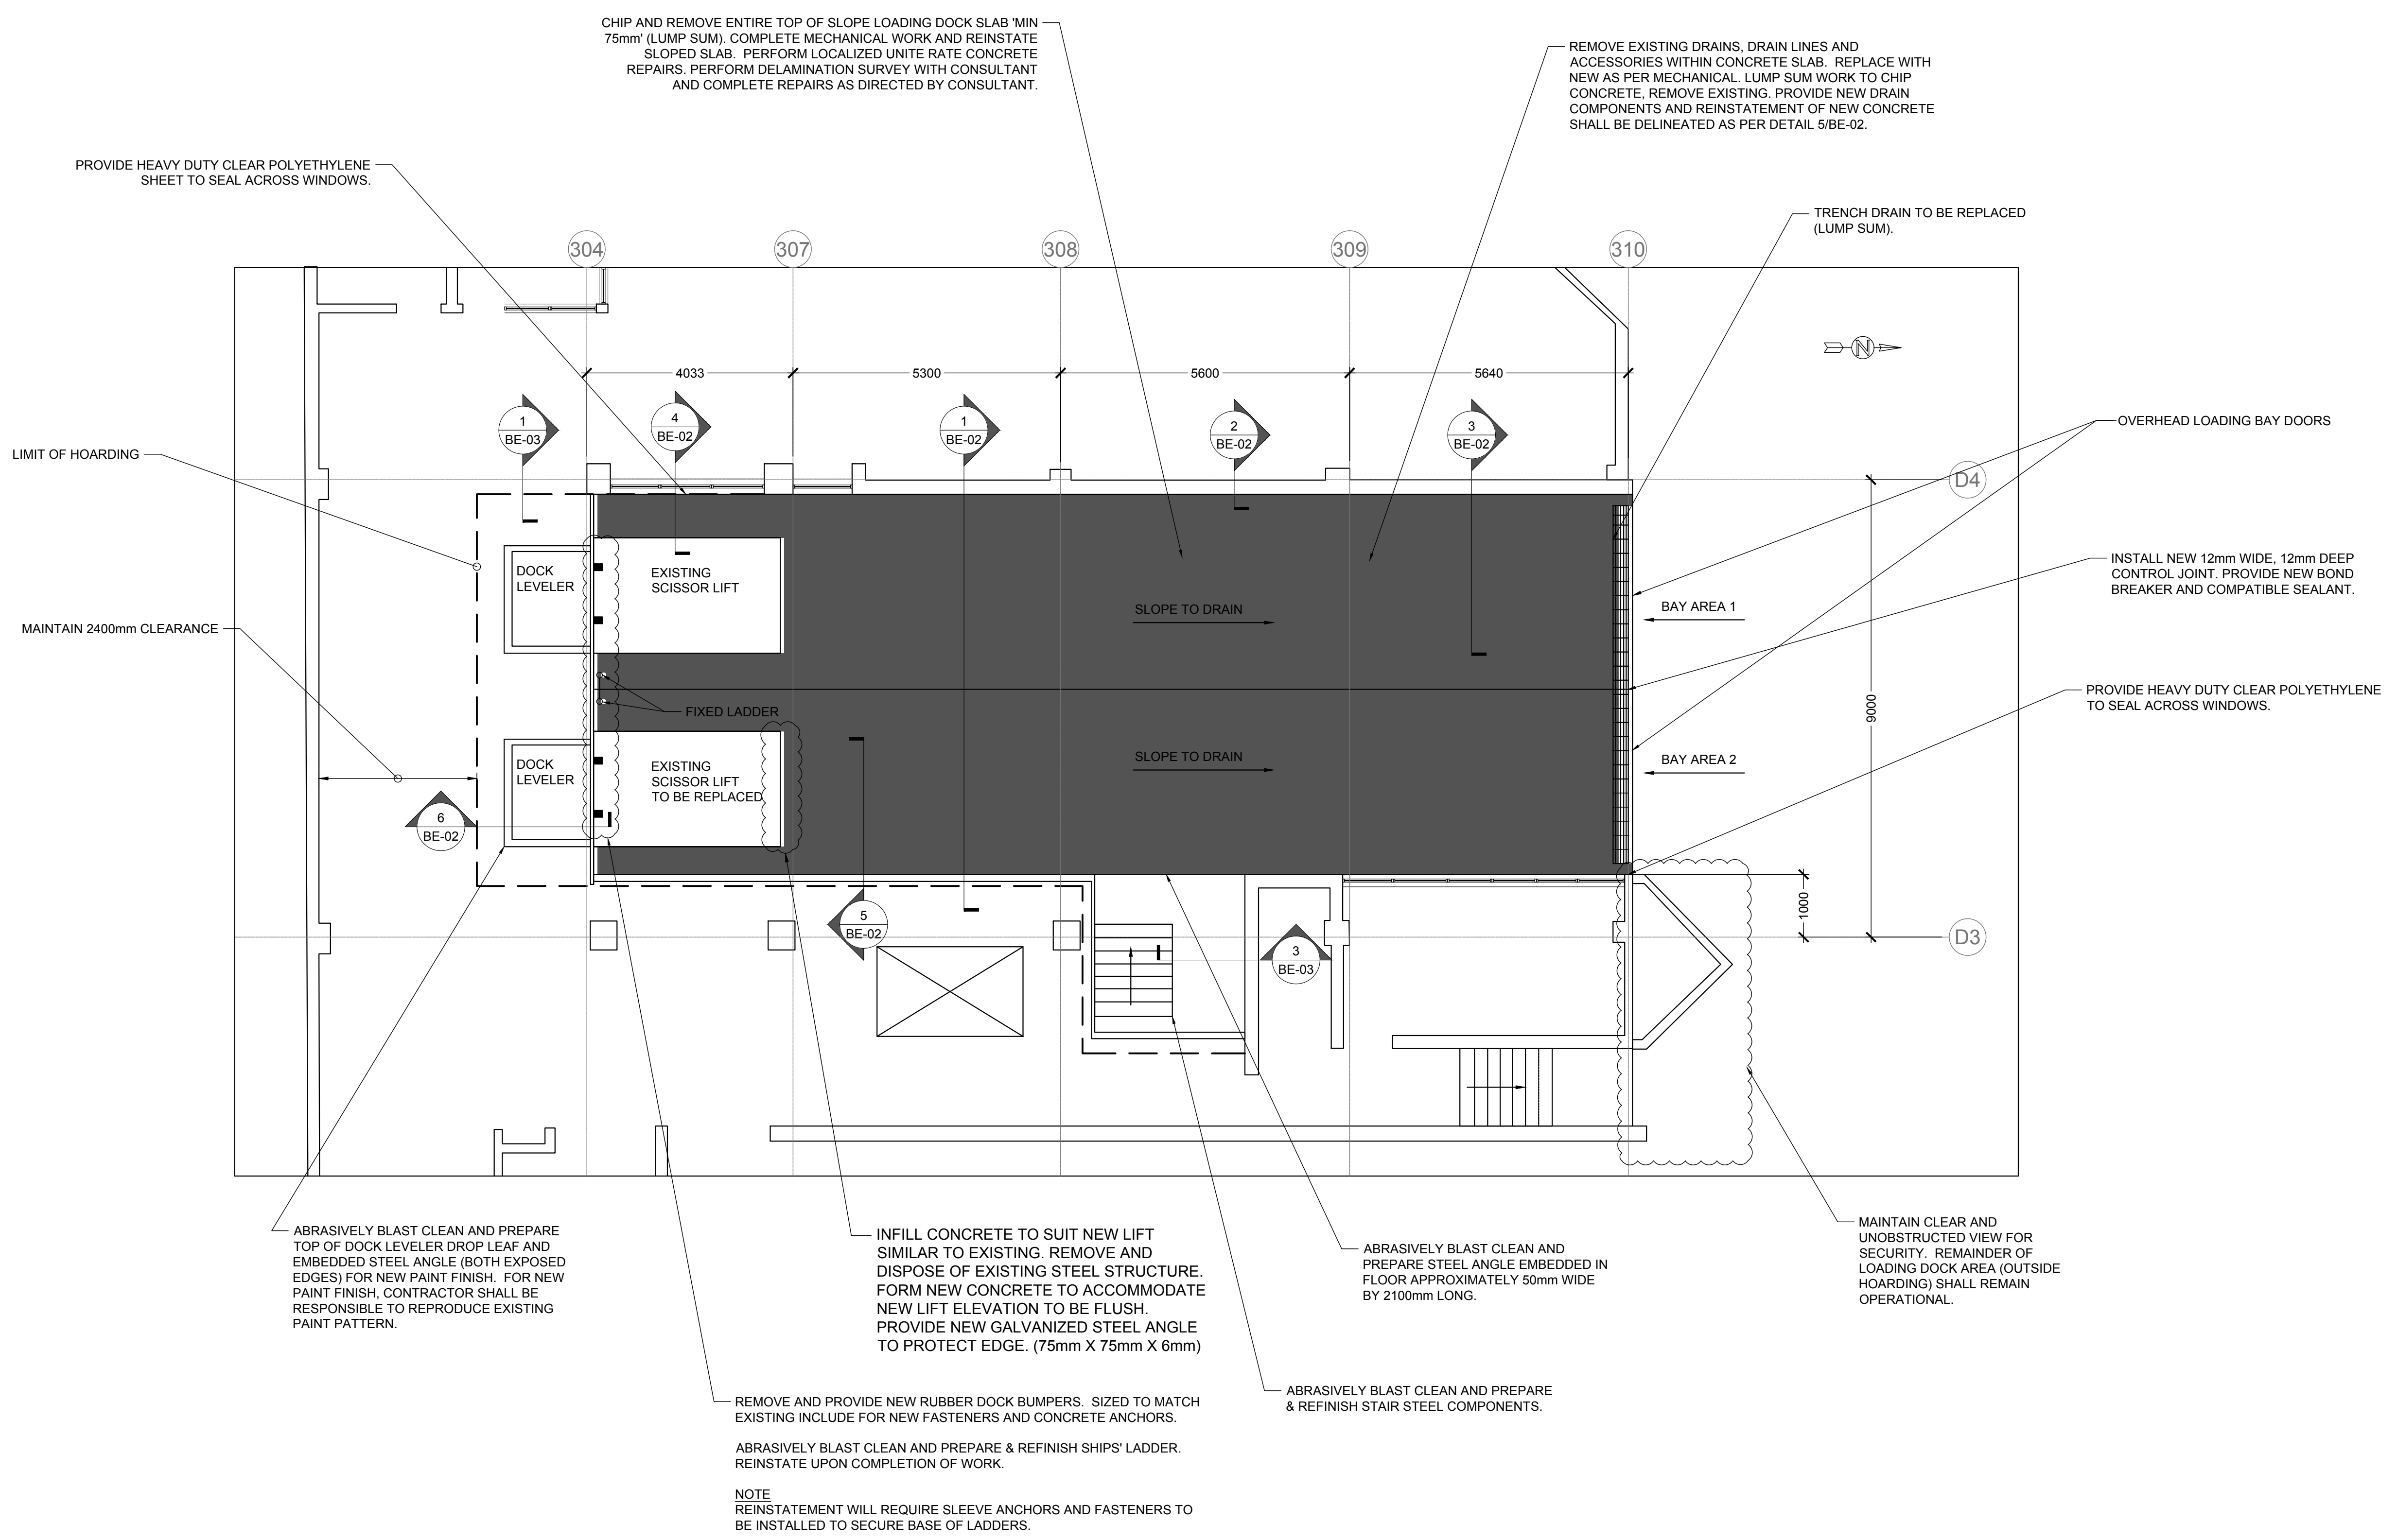 CHIP AND REMOVE ENTIRE TOP OF SLOPE LOADING DOCK SLAB 'MIN
75mm' (LUMP SUM). COMPLETE MECHANICAL WORK AND REINSTATE
SLOPED SLAB.  PERFORM LOCALIZED UNITE RATE CONCRETE
REPAIRS. PERFORM DELAMINATION SURVEY WITH CONSULTANT
AND COMPLETE REPAIRS AS DIRECTED BY CONSULTANT.
REMOVE EXISTING DRAINS, DRAIN LINES AND
ACCESSORIES WITHIN CONCRETE SLAB.  REPLACE WITH
NEW AS PER MECHANICAL. LUMP SUM WORK TO CHIP
CONCRETE, REMOVE EXISTING. PROVIDE NEW DRAIN
COMPONENTS AND REINSTATEMENT OF NEW CONCRETE
SHALL BE DELINEATED AS PER DETAIL 5/BE-02.
PROVIDE HEAVY DUTY CLEAR POLYETHYLENE
SHEET TO SEAL ACROSS WINDOWS.
TRENCH DRAIN TO BE REPLACED
(LUMP SUM).
304
307
308
309
310
N
4033
5300
5600
5640
1
BE-03
4
BE-02
1
BE-02
2
BE-02
3
BE-02
OVERHEAD LOADING BAY DOORS
LIMIT OF HOARDING
D4
DOCK
LEVELER
EXISTING
SCISSOR LIFT
SLOPE TO DRAIN
BAY AREA 1
INSTALL NEW 12mm WIDE, 12mm DEEP
CONTROL JOINT. PROVIDE NEW BOND
BREAKER AND COMPATIBLE SEALANT.
MAINTAIN 2400mm CLEARANCE
FIXED LADDER
9000
PROVIDE HEAVY DUTY CLEAR POLYETHYLENE
TO SEAL ACROSS WINDOWS.
DOCK
LEVELER
EXISTING
SCISSOR LIFT
TO BE REPLACED
SLOPE TO DRAIN
BAY AREA 2
6
BE-02
5
BE-02
3
BE-03
1000
D3
ABRASIVELY BLAST CLEAN AND PREPARE
TOP OF DOCK LEVELER DROP LEAF AND
EMBEDDED STEEL ANGLE (BOTH EXPOSED
EDGES) FOR NEW PAINT FINISH.  FOR NEW
PAINT FINISH, CONTRACTOR SHALL BE
RESPONSIBLE TO REPRODUCE EXISTING
PAINT PATTERN.
INFILL CONCRETE TO SUIT NEW LIFT
SIMILAR TO EXISTING. REMOVE AND
DISPOSE OF EXISTING STEEL STRUCTURE.
FORM NEW CONCRETE TO ACCOMMODATE
NEW LIFT ELEVATION TO BE FLUSH.
PROVIDE NEW GALVANIZED STEEL ANGLE
TO PROTECT EDGE. (75mm X 75mm X 6mm)
ABRASIVELY BLAST CLEAN AND
PREPARE STEEL ANGLE EMBEDDED IN
FLOOR APPROXIMATELY 50mm WIDE
BY 2100mm LONG.
MAINTAIN CLEAR AND
UNOBSTRUCTED VIEW FOR
SECURITY.  REMAINDER OF
LOADING DOCK AREA (OUTSIDE
HOARDING) SHALL REMAIN
OPERATIONAL.
ABRASIVELY BLAST CLEAN AND PREPARE
& REFINISH STAIR STEEL COMPONENTS.
REMOVE AND PROVIDE NEW RUBBER DOCK BUMPERS.  SIZED TO MATCH
EXISTING INCLUDE FOR NEW FASTENERS AND CONCRETE ANCHORS.
ABRASIVELY BLAST CLEAN AND PREPARE & REFINISH SHIPS' LADDER.
REINSTATE UPON COMPLETION OF WORK.
NOTE
REINSTATEMENT WILL REQUIRE SLEEVE ANCHORS AND FASTENERS TO
BE INSTALLED TO SECURE BASE OF LADDERS.